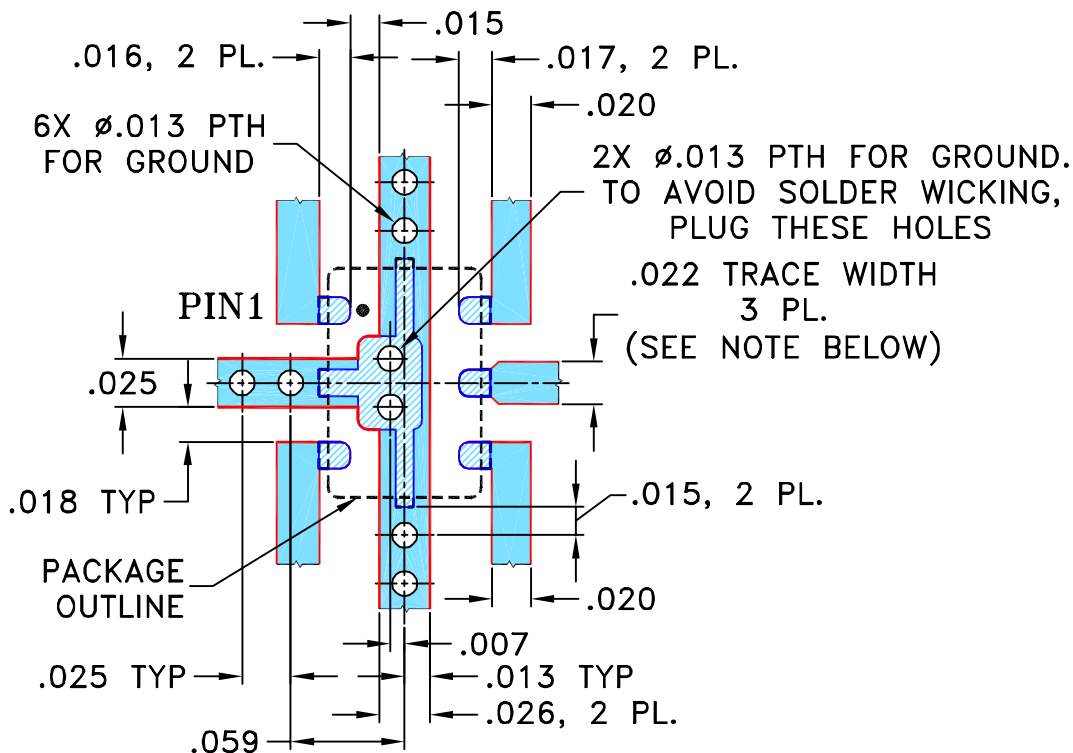 .015
.016, 2 PL.
.017, 2 PL.
.020
6X ø.013 PTH
FOR GROUND
2X ø.013 PTH FOR GROUND.
TO AVOID SOLDER WICKING,
PLUG THESE HOLES
.022 TRACE WIDTH
3 PL.
(SEE NOTE BELOW)
PIN1
.025
.018 TYP
.015, 2 PL.
PACKAGE
OUTLINE
.020
.007
.025 TYP
.013 TYP
.026, 2 PL.
.059